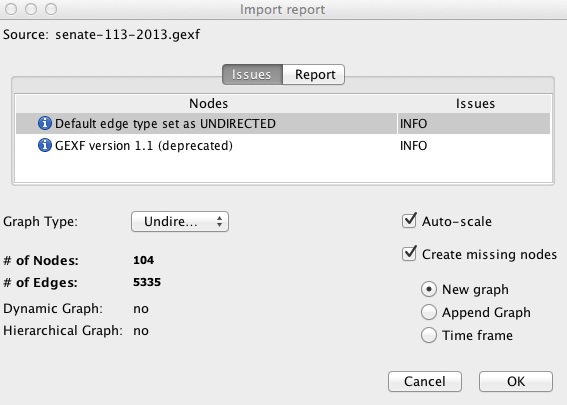 Import report
Source: senate-113-2013.gexf
Issues Report
Nodes Issues
Default edge type set as UNDIRECTED INFO
GEXF version 1.1 (deprecated) INFO
Graph Type: Undire... Auto-scale
Create missing nodes
# of Nodes: 104
# of Edges: 5335 New graph
Dynamic Graph: no Append Graph
Hierarchical Graph: no Time frame
Cancel OK